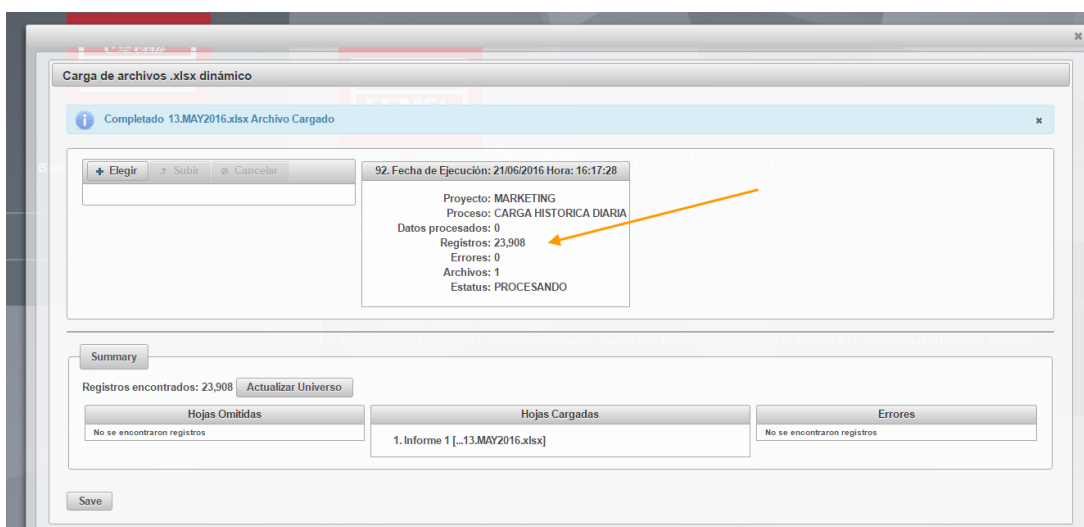 Carga de archivos .xlsx dinámico
Completado 13.MAY2016.xlsx Archivo Cargado
Elegir Subir Cancelar
92. Fecha de Ejecución: 21/06/2016 Hora: 16:17:28
Proyecto: MARKETING
Proceso: CARGA HISTORICA DIARIA
Datos procesados: 0
Registros: 23,908
Errores: 0
Archivos: 1
Estatus: PROCESANDO
Summary
Registros encontrados: 23,908 Actualizar Universo
Hojas Omitidas
No se encontraron registros
Hojas Cargadas
1. Informe 1 [...13.MAY2016.xlsx]
Errores
No se encontraron registros
Save